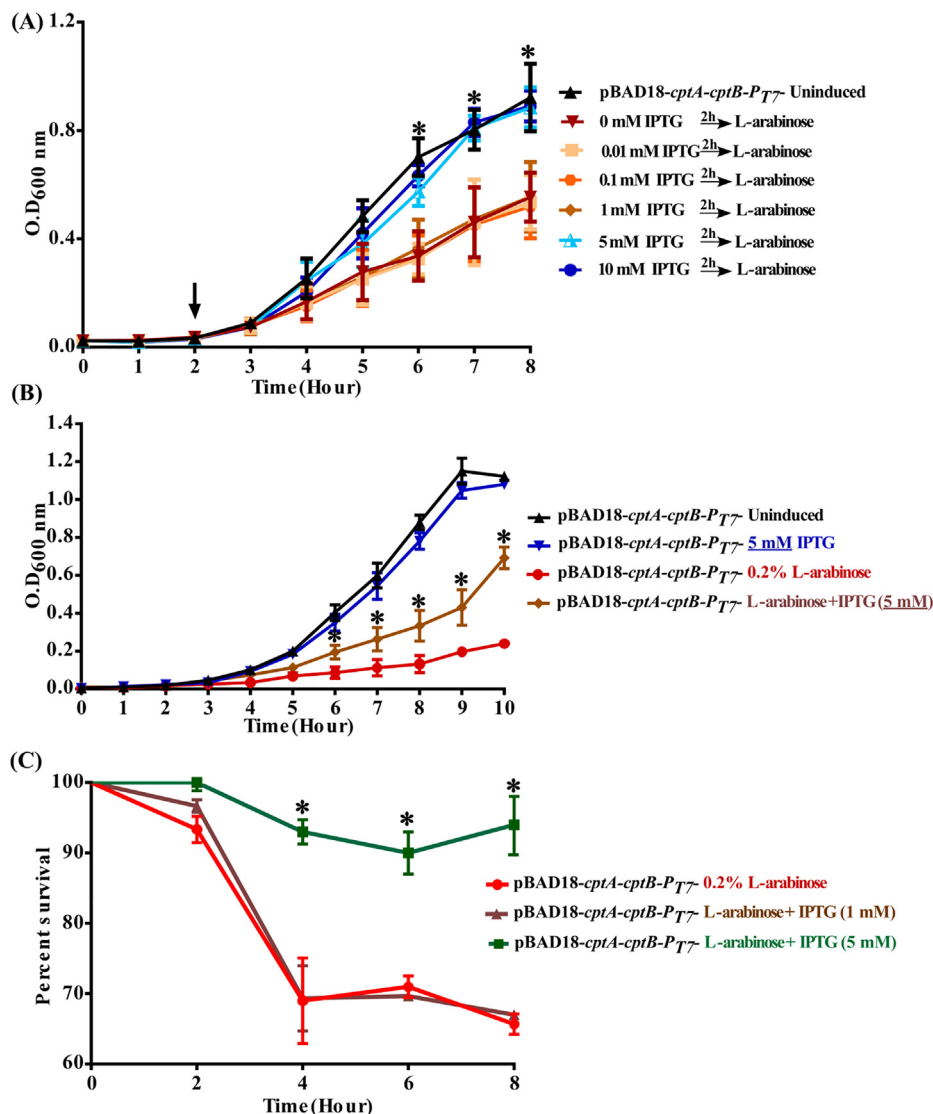 (A)
1.2
0.8
0.4
0.0
O.D600 nm
* * *
0 1 2 3 4 5 6 7 8
Time (Hour)
pBAD18-cptA-cptB-PT7- Uninduced
0 mM IPTG 2h→ L-arabinose
0.01 mM IPTG 2h→ L-arabinose
0.1 mM IPTG 2h→ L-arabinose
1 mM IPTG 2h→ L-arabinose
5 mM IPTG 2h→ L-arabinose
10 mM IPTG 2h→ L-arabinose
(B)
1.4
1.2
1.0
0.8
0.6
0.4
0.2
0.0
O.D600 nm
* * * * *
0 1 2 3 4 5 6 7 8 9 10
Time (Hour)
pBAD18-cptA-cptB-PT7- Uninduced
pBAD18-cptA-cptB-PT7- 5 mM IPTG
pBAD18-cptA-cptB-PT7- 0.2% L-arabinose
pBAD18-cptA-cptB-PT7- L-arabinose+IPTG (5 mM)
(C)
100
90
80
70
60
Percent survival
* * *
0 2 4 6 8
Time (Hour)
pBAD18-cptA-cptB-PT7- 0.2% L-arabinose
pBAD18-cptA-cptB-PT7- L-arabinose+ IPTG (1 mM)
pBAD18-cptA-cptB-PT7- L-arabinose+ IPTG (5 mM)